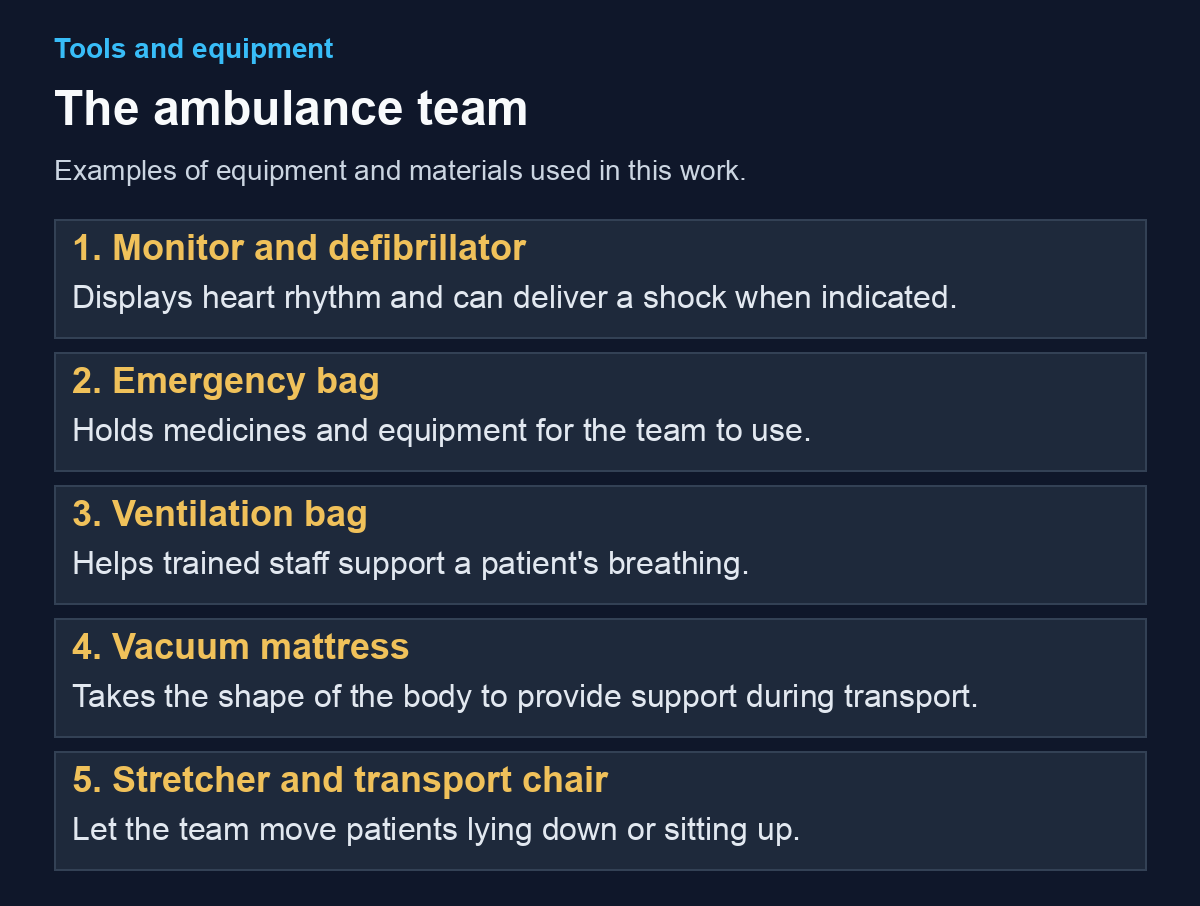 Tools and equipment
The ambulance team
Examples of equipment and materials used in this work.
1. Monitor and defibrillator
Displays heart rhythm and can deliver a shock when indicated.
2. Emergency bag
Holds medicines and equipment for the team to use.
3. Ventilation bag
Helps trained staff support a patient's breathing.
4. Vacuum mattress
Takes the shape of the body to provide support during transport.
5. Stretcher and transport chair
Let the team move patients lying down or sitting up.